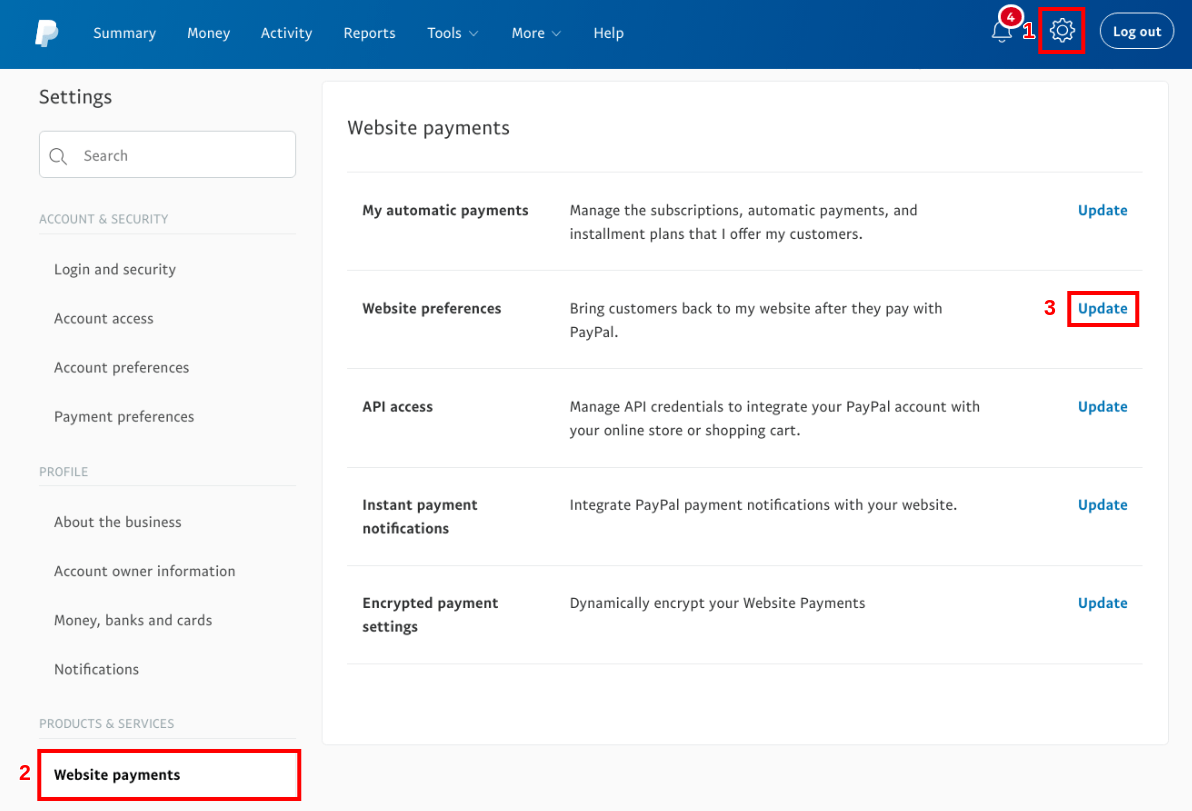 Summary Money Activity Reports Tools More Help 4 1 Log out
Settings
Search
ACCOUNT & SECURITY
Login and security
Account access
Account preferences
Payment preferences
PROFILE
About the business
Account owner information
Money, banks and cards
Notifications
PRODUCTS & SERVICES
2 Website payments
Website payments
My automatic payments
Manage the subscriptions, automatic payments, and
installment plans that I offer my customers.
Update
Website preferences
Bring customers back to my website after they pay with
PayPal.
3 Update
API access
Manage API credentials to integrate your PayPal account with
your online store or shopping cart.
Update
Instant payment
notifications
Integrate PayPal payment notifications with your website.
Update
Encrypted payment
settings
Dynamically encrypt your Website Payments
Update